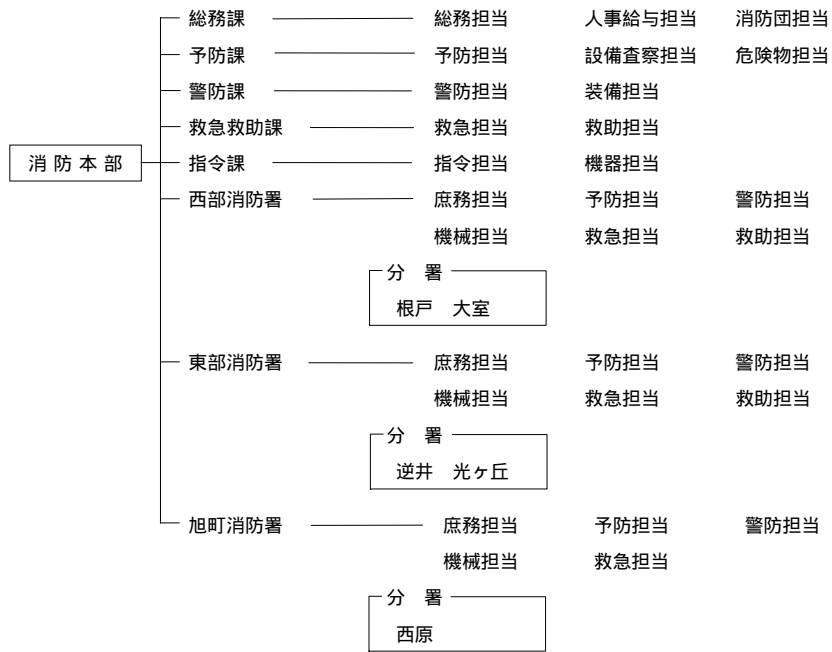 総務課 総務担当 人事給与担当 消防団担当
予防課 予防担当 設備査察担当 危険物担当
警防課 警防担当 装備担当
救急救助課 救急担当 救助担当
消防本部 指令課 指令担当 機器担当
西部消防署 庶務担当 予防担当 警防担当
機械担当 救急担当 救助担当
分 署
根戸 大室
東部消防署 庶務担当 予防担当 警防担当
機械担当 救急担当 救助担当
分 署
逆井 光ヶ丘
旭町消防署 庶務担当 予防担当 警防担当
機械担当 救急担当
分 署
西原